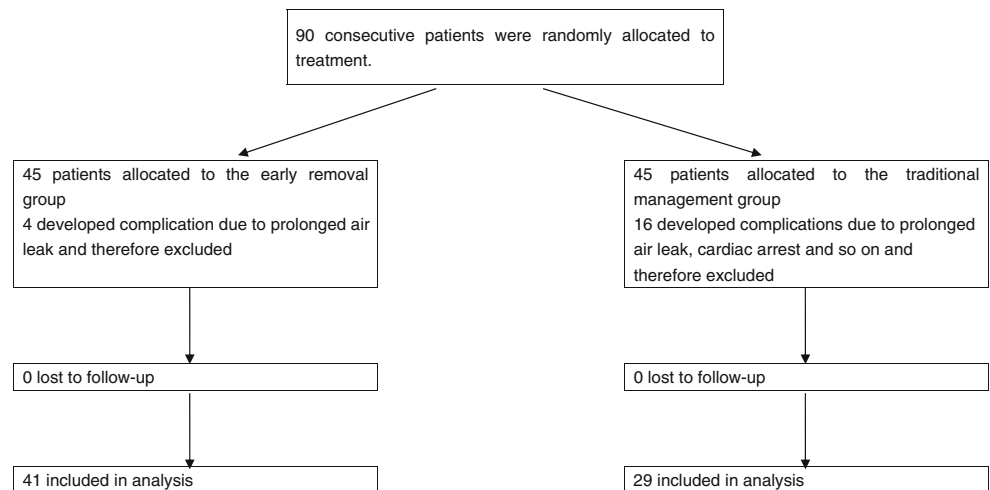 90 consecutive patients were randomly allocated to
treatment.
45 patients allocated to the early removal
group
4 developed complication due to prolonged air
leak and therefore excluded
45 patients allocated to the traditional
management group
16 developed complications due to prolonged
air leak, cardiac arrest and so on and
therefore excluded
0 lost to follow-up
0 lost to follow-up
41 included in analysis
29 included in analysis